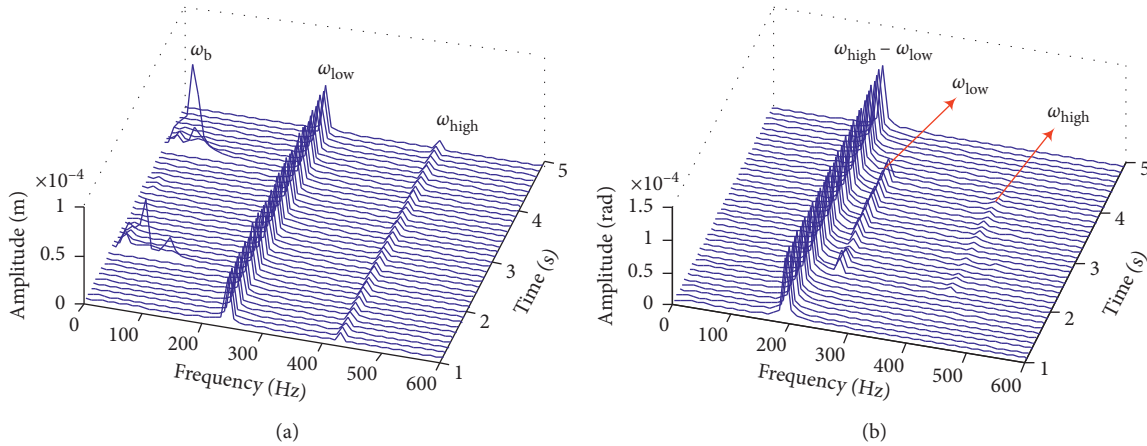 ω_b
ω_low
ω_high
×10⁻⁴
1
0.5
0
Amplitude (m)
0
100
200
300
400
500
600
Frequency (Hz)
1
2
3
4
5
Time (s)
(a)
ω_high – ω_low
ω_low
ω_high
×10⁻⁴
1.5
1
0.5
0
Amplitude (rad)
0
100
200
300
400
500
600
Frequency (Hz)
1
2
3
4
5
Time (s)
(b)